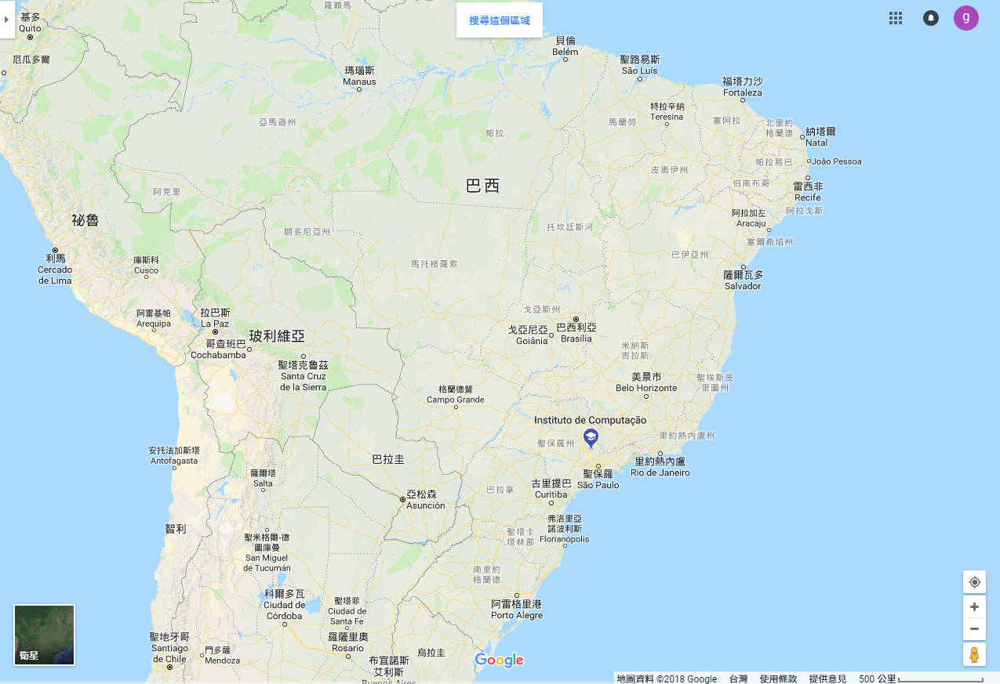 羅賴馬
搜尋這個區域
g
基多
Quito
厄瓜多爾
貝倫
Belém
聖路易斯
São Luís
瑪瑙斯
Manaus
福塔力沙
Fortaleza
特拉辛納
Teresina
亞馬遜州
帕拉
馬蘭勞
塞阿拉
北里約
格蘭德
納塔爾
Natal
帕拉易巴
João Pessoa
皮奧伊州
伯南布哥
雷西非
Recife
巴西
阿克里
阿拉加左
Aracaju
阿拉戈斯
祕魯
朗多尼亞州
托坎廷斯河
塞爾希培州
利馬
Cercado
de Lima
庫斯科
Cusco
馬托格羅索
巴伊亞州
薩爾瓦多
Salvador
阿雷基帕
Arequipa
拉巴斯
La Paz
戈亞斯州
玻利維亞
戈亞尼亞
Goiânia
巴西利亞
Brasília
哥查班巴
Cochabamba
米納斯
吉拉斯
聖塔克魯茲
Santa Cruz
de la Sierra
美景市
Belo Horizonte
聖埃斯皮
里圖州
格蘭德營
Campo Grande
Instituto de Computação
聖保羅州
里約熱內盧州
安托法加斯塔
Antofagasta
巴拉圭
里約熱內盧
Rio de Janeiro
薩爾塔
Salta
聖保羅
São Paulo
古里提巴
Curitiba
巴拉拿
亞松森
Asunción
弗洛里亞
諾波利斯
Florianópolis
智利
聖塔卡
塔林那
聖米格爾-德
圖庫曼
San Miguel
de Tucumán
南里約
格蘭德
科爾多瓦
Ciudad de
Córdoba
聖塔菲
Ciudad de
Santa Fe
阿雷格里港
Porto Alegre
聖地牙哥
Santiago
de Chile
門多薩
Mendoza
羅薩里奧
Rosario
烏拉圭
布宜諾斯
艾利斯
Buenos Aires
衛星
Google
地圖資料 ©2018 Google 台灣 使用條款 提供意見 500 公里